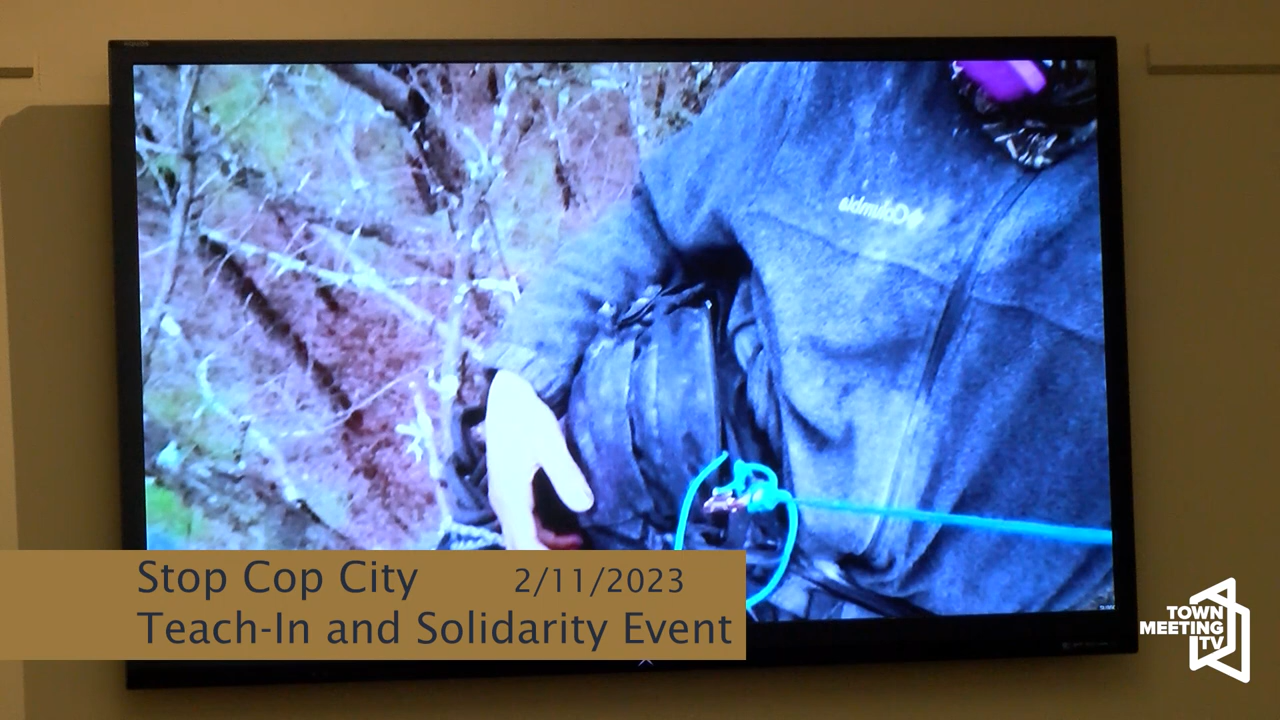 Columbia
Stop Cop City 2/11/2023
Teach-In and Solidarity Event
TOWN
MEETING
TV